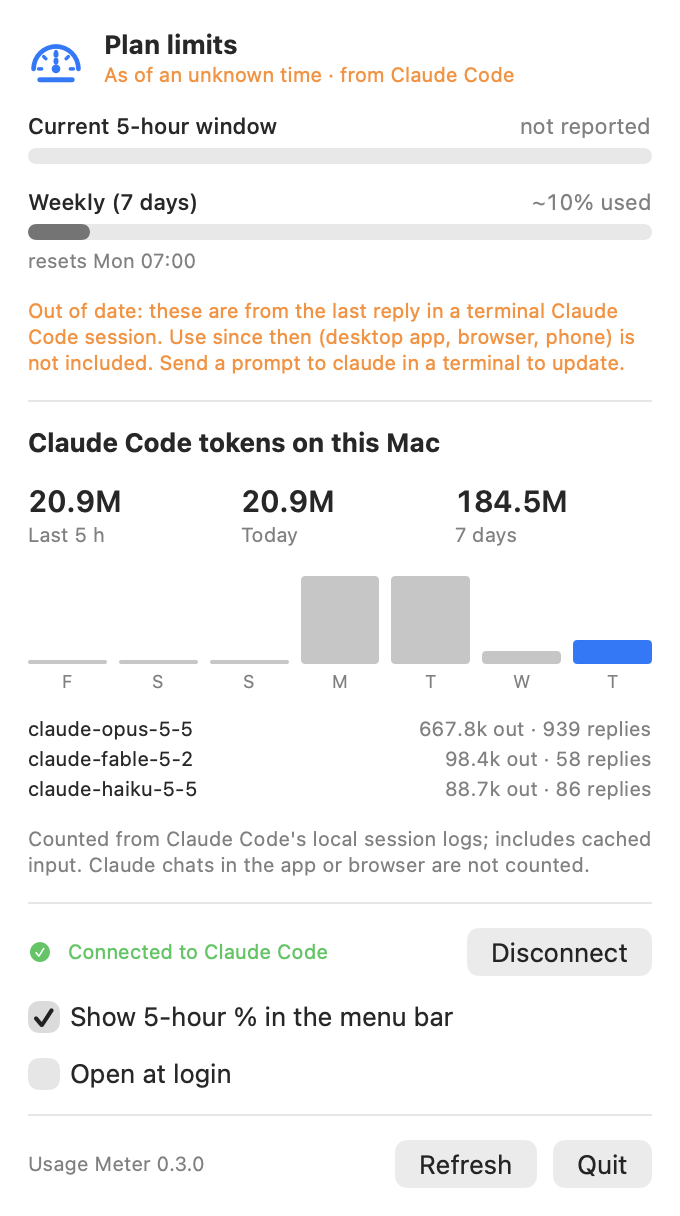 Plan limits
As of an unknown time · from Claude Code
Current 5-hour window not reported
Weekly (7 days) ~10% used
resets Mon 07:00
Out of date: these are from the last reply in a terminal Claude
Code session. Use since then (desktop app, browser, phone) is
not included. Send a prompt to claude in a terminal to update.
Claude Code tokens on this Mac
20.9M 20.9M 184.5M
Last 5 h Today 7 days
F S S M T W T
claude-opus-5-5 667.8k out · 939 replies
claude-fable-5-2 98.4k out · 58 replies
claude-haiku-5-5 88.7k out · 86 replies
Counted from Claude Code's local session logs; includes cached
input. Claude chats in the app or browser are not counted.
Connected to Claude Code Disconnect
Show 5-hour % in the menu bar
Open at login
Usage Meter 0.3.0 Refresh Quit